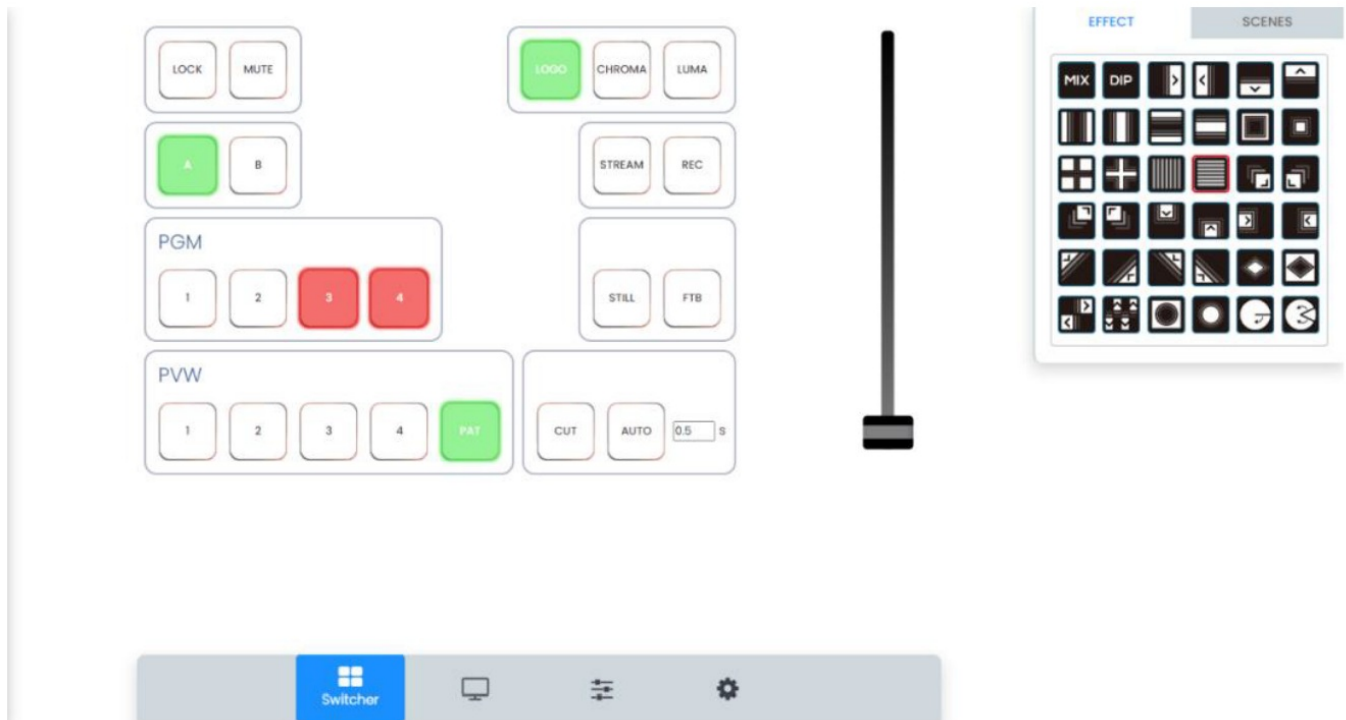 EFFECT SCENES
LOCK MUTE LOGO CHROMA LUMA
MIX DIP
A B STREAM REC
PGM
1 2 3 4 STILL FTB
PVW
1 2 3 4 PAT CUT AUTO 0.5 S
Switcher